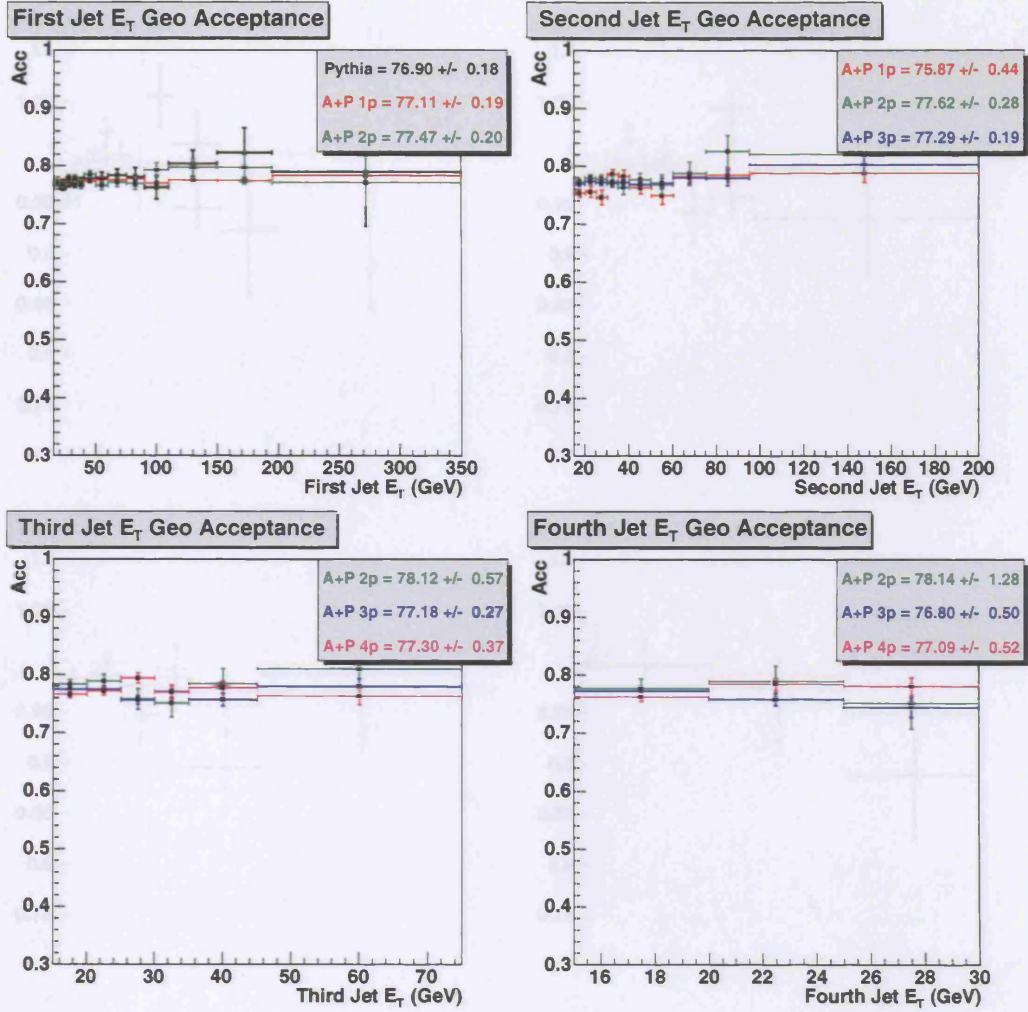 First Jet E_T Geo Acceptance
Acc
1
0.9
0.8
0.7
0.6
0.5
0.4
0.3
Pythia = 76.90 +/- 0.18
A+P 1p = 77.11 +/- 0.19
A+P 2p = 77.47 +/- 0.20
50 100 150 200 250 300 350
First Jet E_T (GeV)
Second Jet E_T Geo Acceptance
Acc
1
0.9
0.8
0.7
0.6
0.5
0.4
0.3
A+P 1p = 75.87 +/- 0.44
A+P 2p = 77.62 +/- 0.28
A+P 3p = 77.29 +/- 0.19
20 40 60 80 100 120 140 160 180 200
Second Jet E_T (GeV)
Third Jet E_T Geo Acceptance
Acc
1
0.9
0.8
0.7
0.6
0.5
0.4
0.3
A+P 2p = 78.12 +/- 0.57
A+P 3p = 77.18 +/- 0.27
A+P 4p = 77.30 +/- 0.37
20 30 40 50 60 70
Third Jet E_T (GeV)
Fourth Jet E_T Geo Acceptance
Acc
1
0.9
0.8
0.7
0.6
0.5
0.4
0.3
A+P 2p = 78.14 +/- 1.28
A+P 3p = 76.80 +/- 0.50
A+P 4p = 77.09 +/- 0.52
16 18 20 22 24 26 28 30
Fourth Jet E_T (GeV)